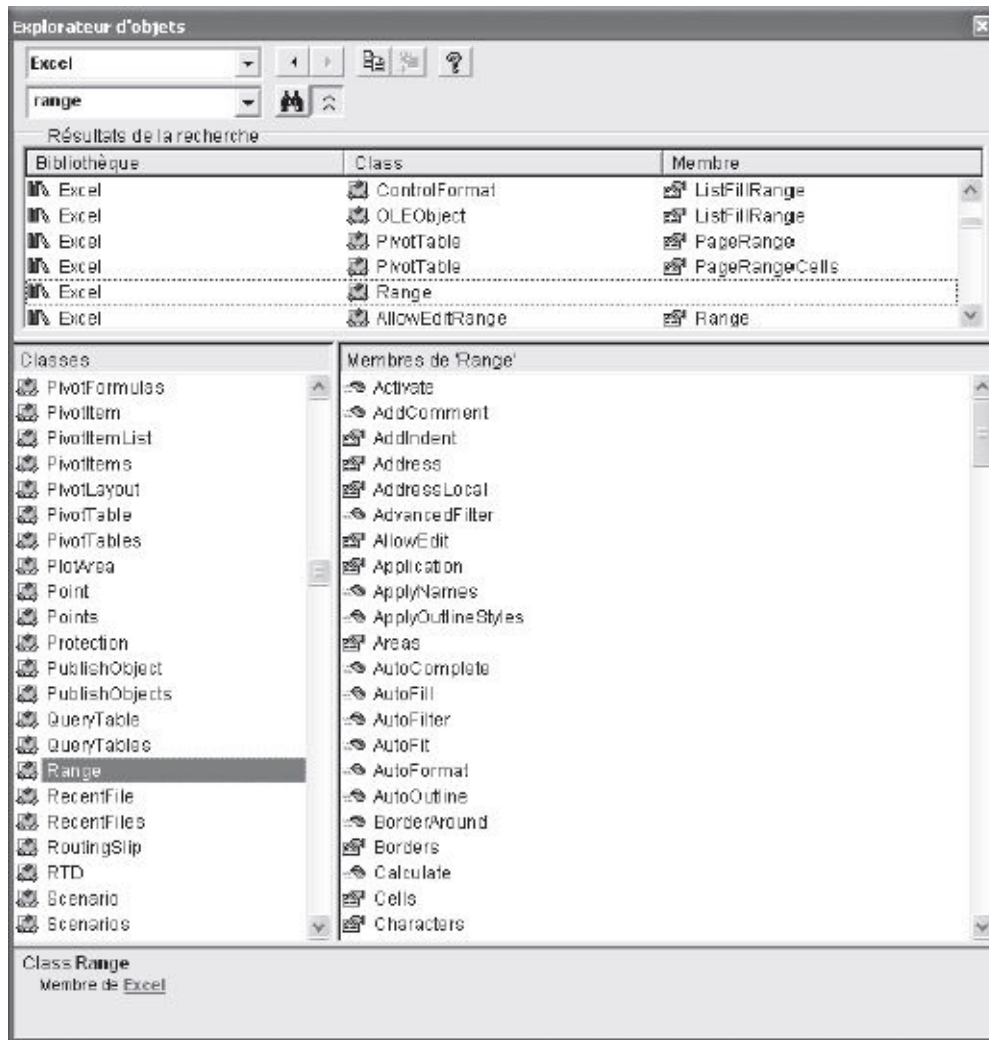 Explorateur d'objets
Excel
range
Résultats de la recherche
Bibliothèque Class Membre
Excel ControlFormat ListFillRange
Excel OLEObject ListFillRange
Excel PivotTable PageRange
Excel PivotTable PageRangeCells
Excel Range
Excel AllowEditRange Range
Classes
PivotFormulas
PivotItem
PivotItemList
PivotItems
PivotLayout
PivotTable
PivotTables
PlotArea
Point
Points
Protection
PublishObject
PublishObjects
QueryTable
QueryTables
Range
RecentFile
RecentFiles
RoutingSlip
RTD
Scenario
Scenarios
Membres de 'Range'
Activate
AddComment
AddIndent
Address
AddressLocal
AdvancedFilter
AllowEdit
Application
ApplyNames
ApplyOutlineStyles
Areas
AutoComplete
AutoFill
AutoFilter
AutoFit
AutoFormat
AutoOutline
BorderAround
Borders
Calculate
Cells
Characters
Class Range
Membre de Excel